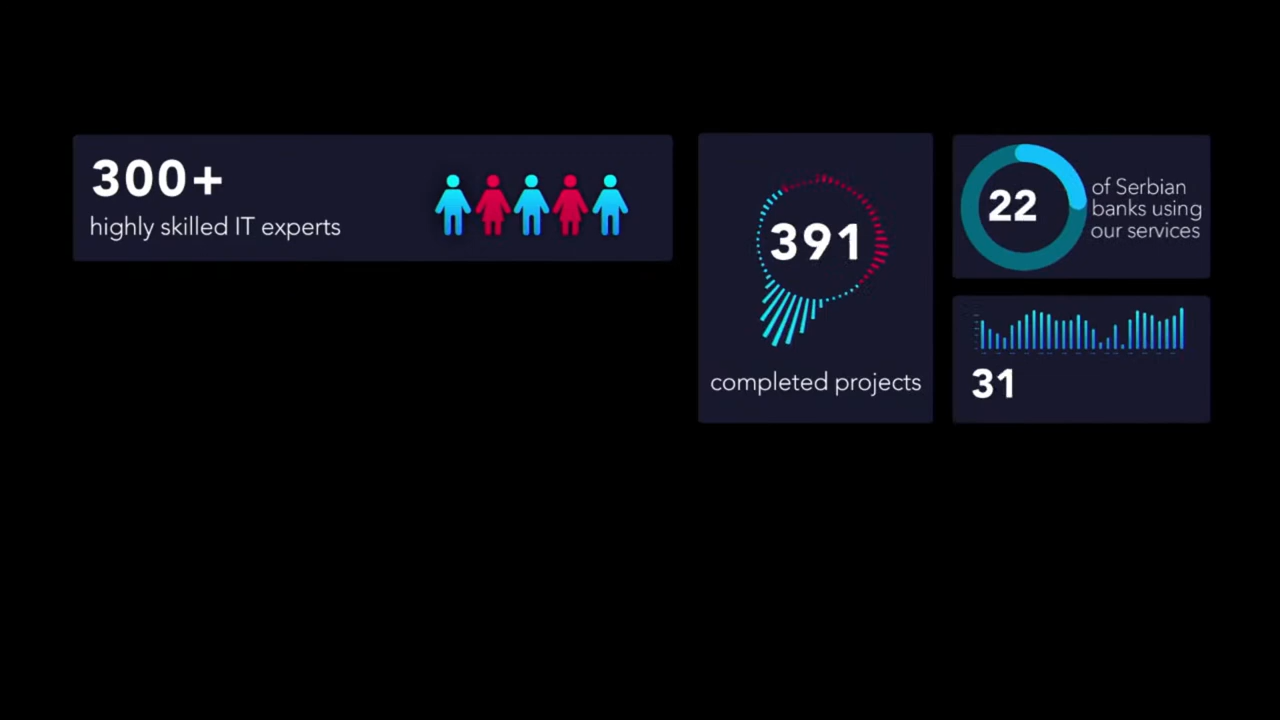 300+
highly skilled IT experts
391
completed projects
22
of Serbian
banks using
our services
31